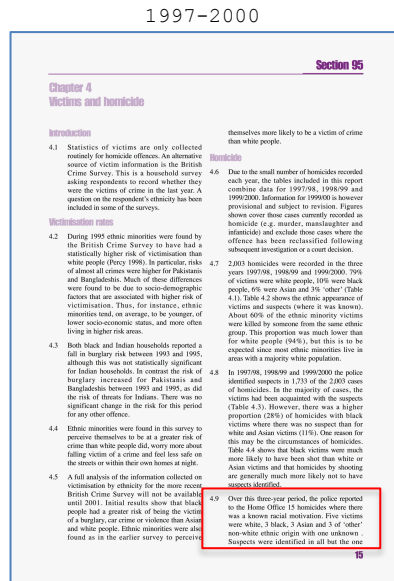 1997-2000
Section 95
Chapter 4
Victims and homicide
Introduction
4.1 Statistics of victims are only collected
routinely for homicide offences. An alternative
source of victim information is the British
Crime Survey. This is a household survey
asking respondents to record whether they
were the victims of crime in the last year. A
question on the respondent's ethnicity has been
included in some of the surveys.
Victimisation rates
4.2 During 1995 ethnic minorities were found by
the British Crime Survey to have had a
statistically higher risk of victimisation than
white people (Percy 1998). In particular, risks
of almost all crimes were higher for Pakistanis
and Bangladeshis. Much of these differences
were found to be due to socio-demographic
factors that are associated with higher risk of
victimisation. Thus, for instance, ethnic
minorities tend, on average, to be younger, of
lower socio-economic status, and more often
living in higher risk areas.
4.3 Both black and Indian households reported a
fall in burglary risk between 1993 and 1995,
although this was not statistically significant
for Indian households. In contrast the risk of
burglary increased for Pakistanis and
Bangladeshis between 1993 and 1995, as did
the risk of threats for Indians. There was no
significant change in the risk for this period
for any other offence.
4.4 Ethnic minorities were found in this survey to
perceive themselves to be at a greater risk of
crime than white people did, worry more about
falling victim of a crime and feel less safe on
the streets or within their own homes at night.
4.5 A full analysis of the information collected on
victimisation by ethnicity for the more recent
British Crime Survey will not be available
until 2001. Initial results show that black
people had a greater risk of being the victim
of a burglary, car crime or violence than Asian
and white people. Ethnic minorities were also
found as in the earlier survey to perceive
themselves more likely to be a victim of crime
than white people.
Homicide
4.6 Due to the small number of homicides recorded
each year, the tables included in this report
combine data for 1997/98, 1998/99 and
1999/2000. Information for 1999/00 is however
provisional and subject to revision. Figures
shown cover those cases currently recorded as
homicide (e.g. murder, manslaughter and
infanticide) and exclude those cases where the
offence has been reclassified following
subsequent investigation or a court decision.
4.7 2,003 homicides were recorded in the three
years 1997/98, 1998/99 and 1999/2000. 79%
of victims were white people, 10% were black
people, 6% were Asian and 3% 'other' (Table
4.1). Table 4.2 shows the ethnic appearance of
victims and suspects (where it was known).
About 60% of the ethnic minority victims
were killed by someone from the same ethnic
group. This proportion was much lower than
for white people (94%), but this is to be
expected since most ethnic minorities live in
areas with a majority white population.
4.8 In 1997/98, 1998/99 and 1999/2000 the police
identified suspects in 1,733 of the 2,003 cases
of homicides. In the majority of cases, the
victims had been acquainted with the suspects
(Table 4.3). However, there was a higher
proportion (28%) of homicides with black
victims where there was no suspect than for
white and Asian victims (11%). One reason for
this may be the circumstances of homicides.
Table 4.4 shows that black victims were much
more likely to have been shot than white or
Asian victims and that homicides by shooting
are generally much more likely not to have
suspects identified.
4.9 Over this three-year period, the police reported
to the Home Office 15 homicides where there
was a known racial motivation. Five victims
were white, 3 black, 3 Asian and 3 of 'other'
non-white ethnic origin with one unknown .
Suspects were identified in all but the one
15